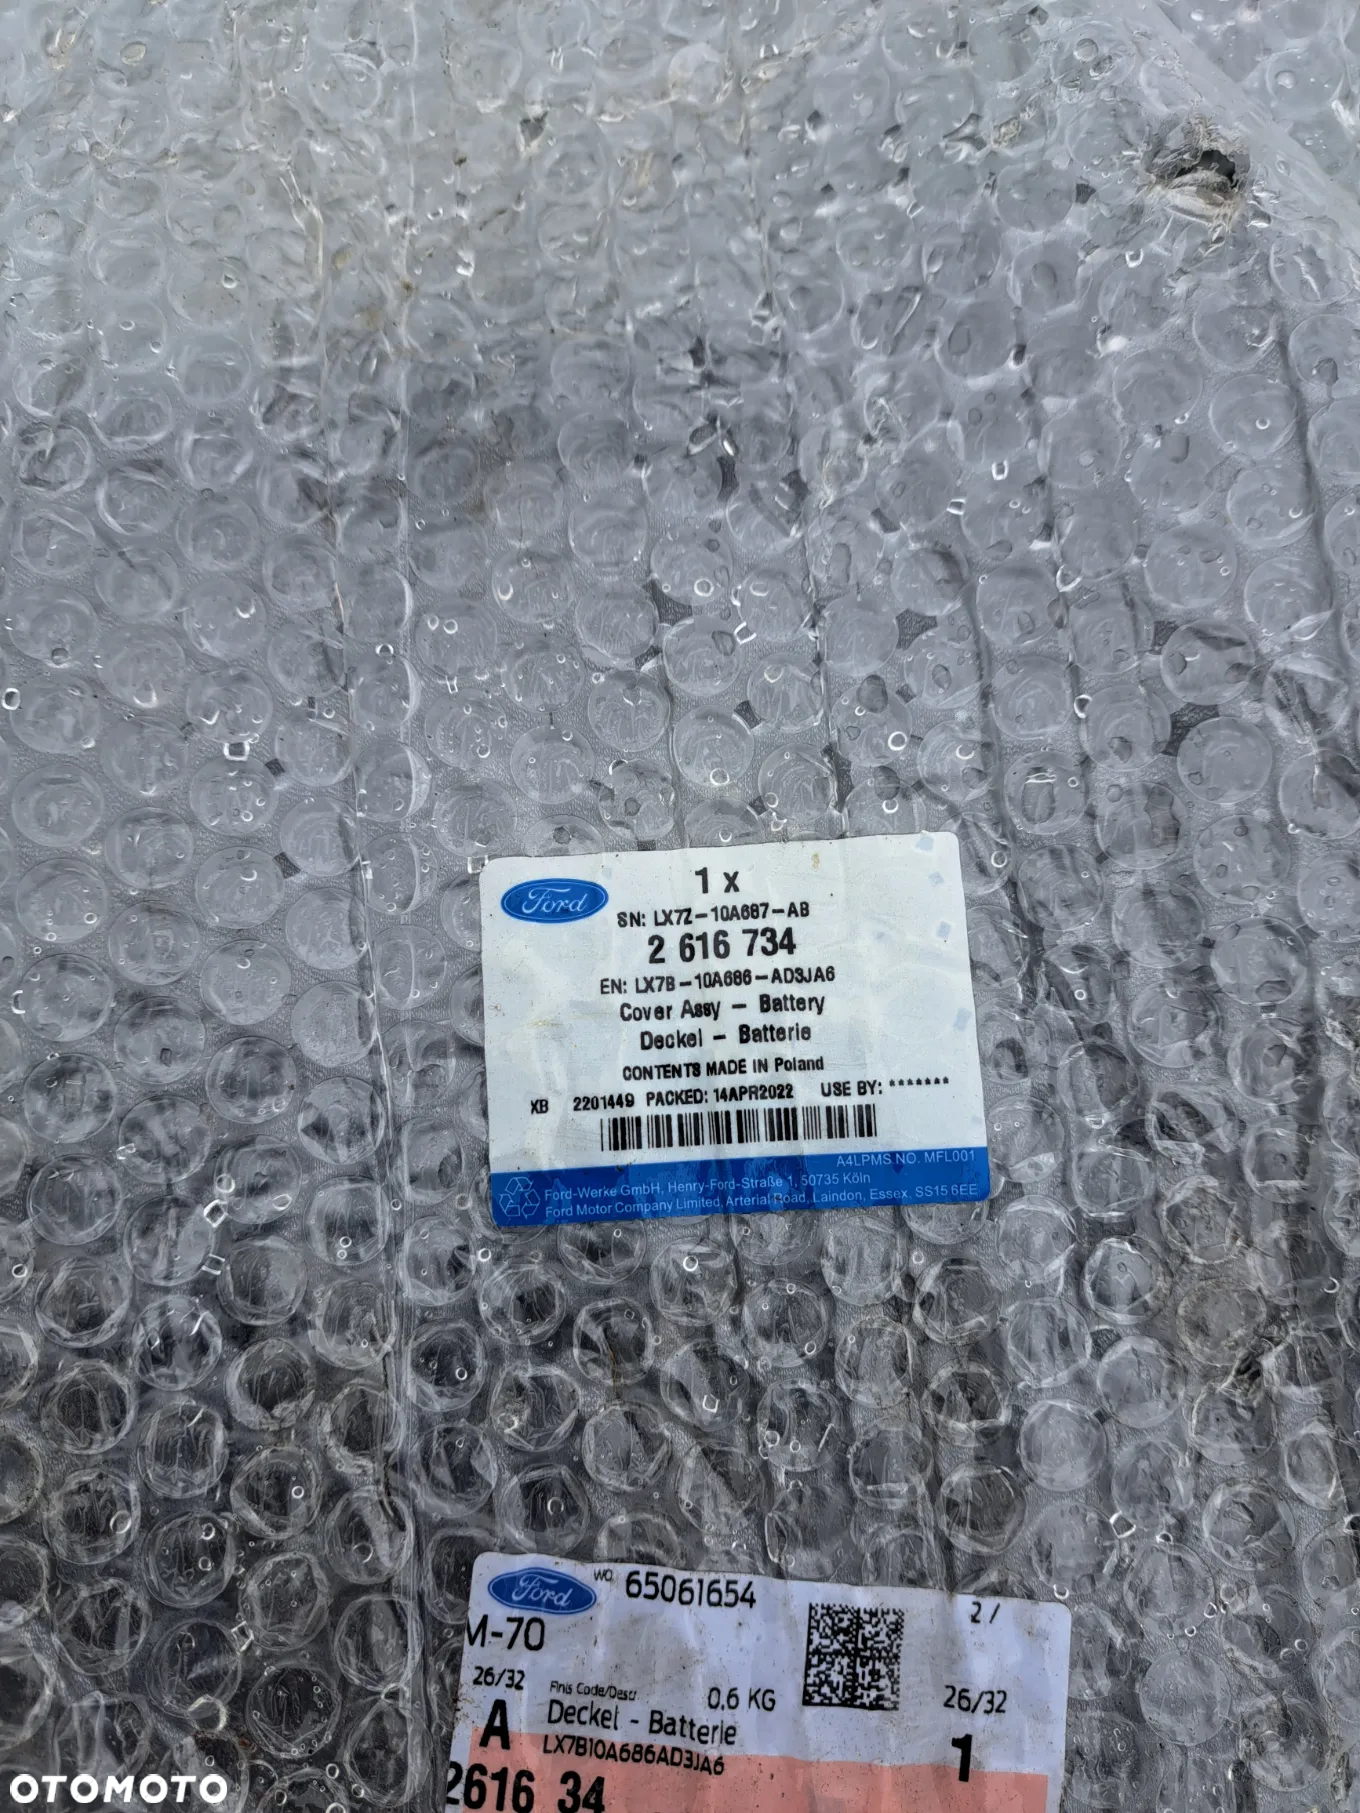 Ford
1 x
SN: LX7Z-10A687-AB
2 616 734
EN: LX7B-10A686-AD3JA6
Cover Assy - Battery
Deckel - Batterie
CONTENTS MADE IN Poland
XB 2201449 PACKED: 14APR2022 USE BY: *******
A4LPMS NO. MFL001
Ford-Werke GmbH, Henry-Ford-Straße 1, 50735 Köln
Ford Motor Company Limited, Arterial Road, Laindon, Essex, SS15 6EE
Ford
WO. 65061654
2 /
M-70
26/32
Finis Code/Descr
0.6 KG
26/32
A
Deckel - Batterie
1
LX7B10A686AD3JA6
2616 34
OTOMOTO